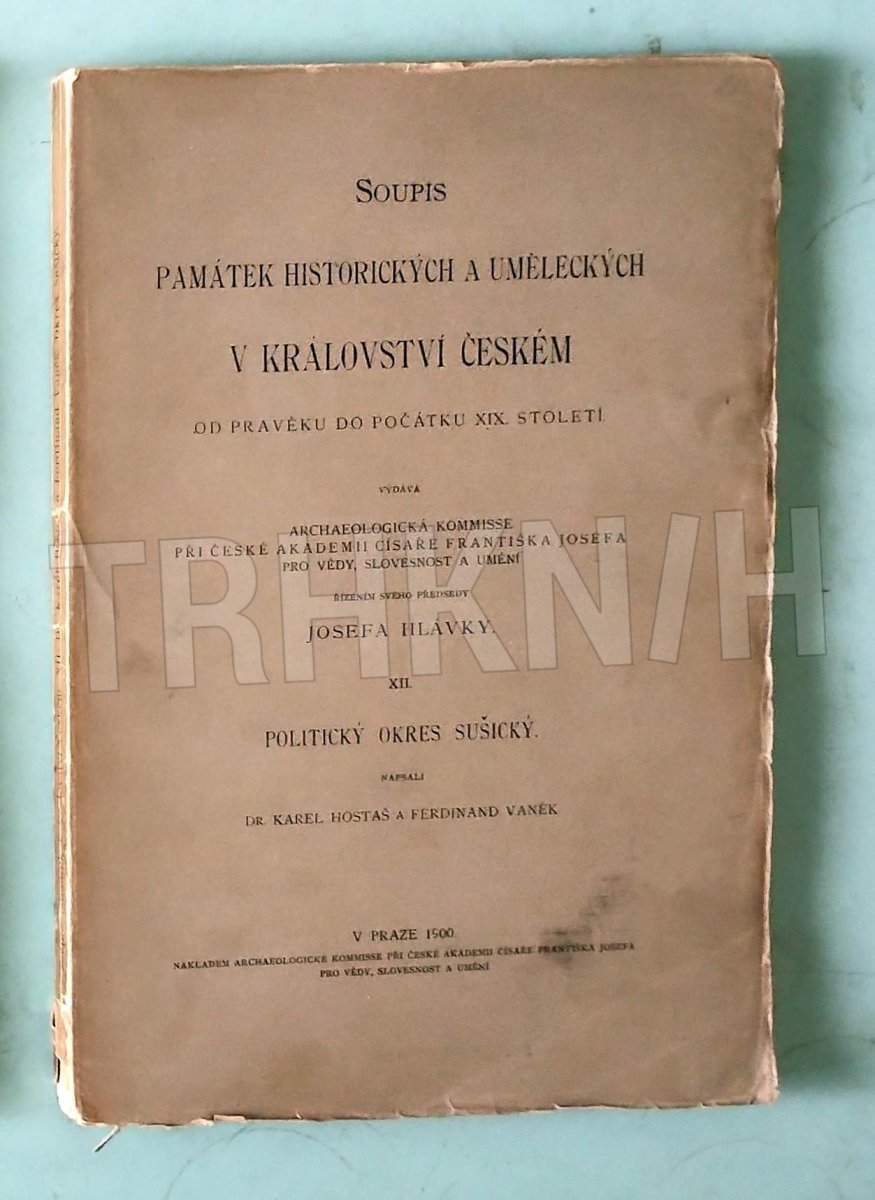 SOUPIS
PAMÁTEK HISTORICKÝCH A UMĚLECKÝCH
V KRÁLOVSTVÍ ČESKÉM
OD PRAVĚKU DO POČÁTKU XIX. STOLETÍ.
VYDÁVÁ
ARCHAEOLOGICKÁ KOMMISSE
PŘI ČESKÉ AKADEMII CÍSAŘE FRANTIŠKA JOSEFA
PRO VĚDY, SLOVESNOST A UMĚNÍ
ŘÍZENÍM SVÉHO PŘEDSEDY
JOSEFA HLÁVKY.
TRHKN/H
XII.
POLITICKÝ OKRES SUŠICKÝ.
NAPSALI
DR. KAREL HOSTAŠ A FERDINAND VANĚK
V PRAZE 1900.
NÁKLADEM ARCHAEOLOGICKÉ KOMMISSE PŘI ČESKÉ AKADEMII CÍSAŘE FRANTIŠKA JOSEFA
PRO VĚDY, SLOVESNOST A UMĚNÍ